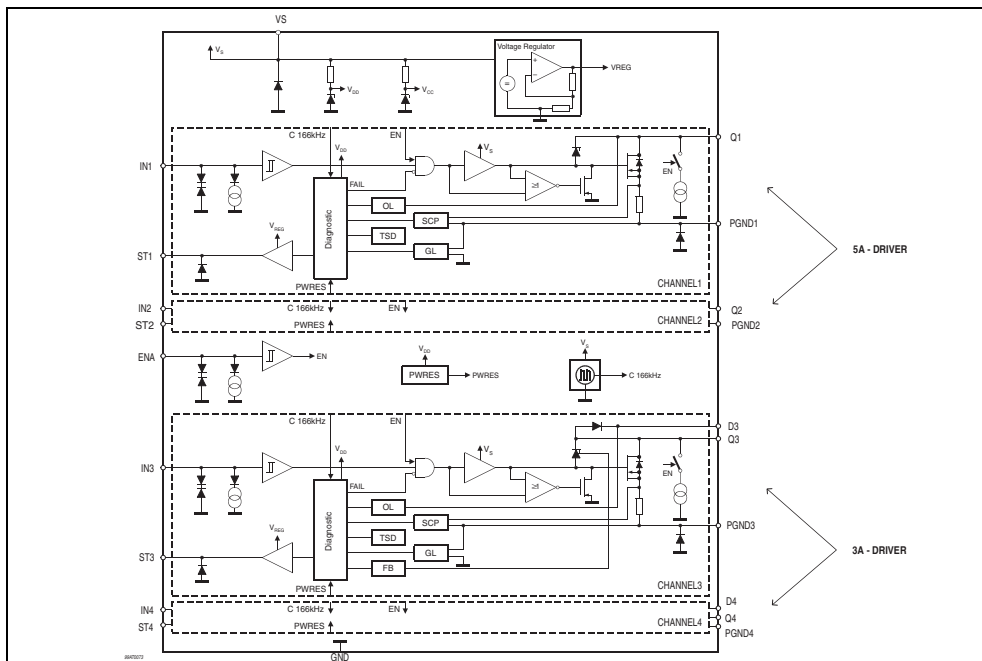 VS
VS
Voltage Regulator
VREG
VDD
VCC
=
+
−
C 166kHz
EN
Q1
VDD
VS
IN1
FAIL
EN
≥1
OL
SCP
PGND1
Diagnostic
TSD
5A - DRIVER
VREG
GL
ST1
PWRES
CHANNEL1
IN2
C 166kHz
EN
Q2
ST2
PWRES
CHANNEL2
PGND2
ENA
EN
VDD
VS
PWRES
PWRES
C 166kHz
C 166kHz
EN
D3
Q3
VDD
VS
IN3
FAIL
EN
≥1
OL
SCP
PGND3
Diagnostic
TSD
VREG
GL
3A - DRIVER
ST3
FB
PWRES
CHANNEL3
IN4
C 166kHz
EN
D4
Q4
ST4
PWRES
CHANNEL4
PGND4
GND